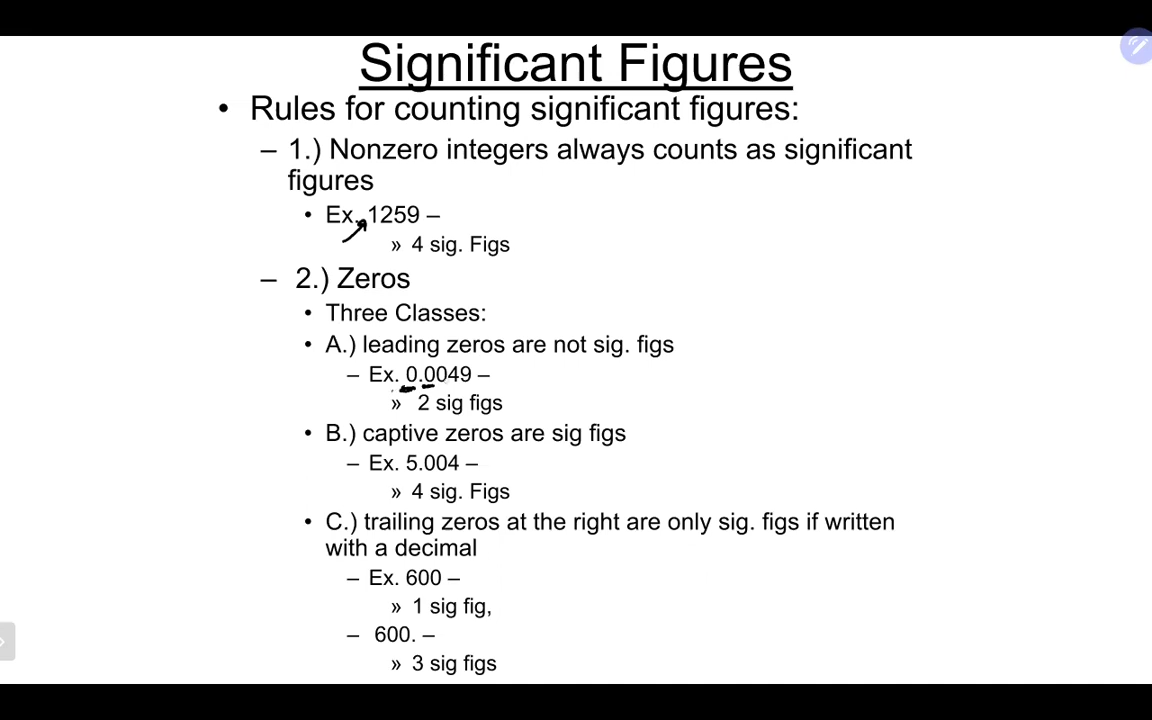 Significant Figures
• Rules for counting significant figures:
– 1.) Nonzero integers always counts as significant
figures
• Ex. 1259 –
» 4 sig. Figs
– 2.) Zeros
• Three Classes:
• A.) leading zeros are not sig. figs
– Ex. 0.0049 –
» 2 sig figs
• B.) captive zeros are sig figs
– Ex. 5.004 –
» 4 sig. Figs
• C.) trailing zeros at the right are only sig. figs if written
with a decimal
– Ex. 600 –
» 1 sig fig,
– 600. –
» 3 sig figs